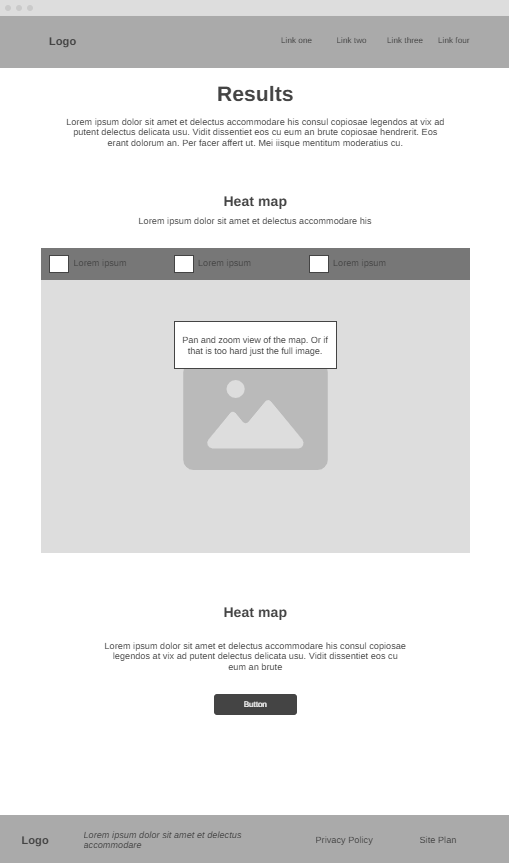 Logo
Link one
Link two
Link three
Link four
Results
Lorem ipsum dolor sit amet et delectus accommodare his consul copiosae legendos at vix ad
putent delectus delicata usu. Vidit dissentiet eos cu eum an brute copiosae hendrerit. Eos
erant dolorum an. Per facer affert ut. Mei iisque mentitum moderatius cu.
Heat map
Lorem ipsum dolor sit amet et delectus accommodare his
Lorem ipsum
Lorem ipsum
Lorem ipsum
Pan and zoom view of the map. Or if
that is too hard just the full image.
Heat map
Lorem ipsum dolor sit amet et delectus accommodare his consul copiosae
legendos at vix ad putent delectus delicata usu. Vidit dissentiet eos cu
eum an brute
Button
Logo
Lorem ipsum dolor sit amet et delectus
accommodare
Privacy Policy
Site Plan